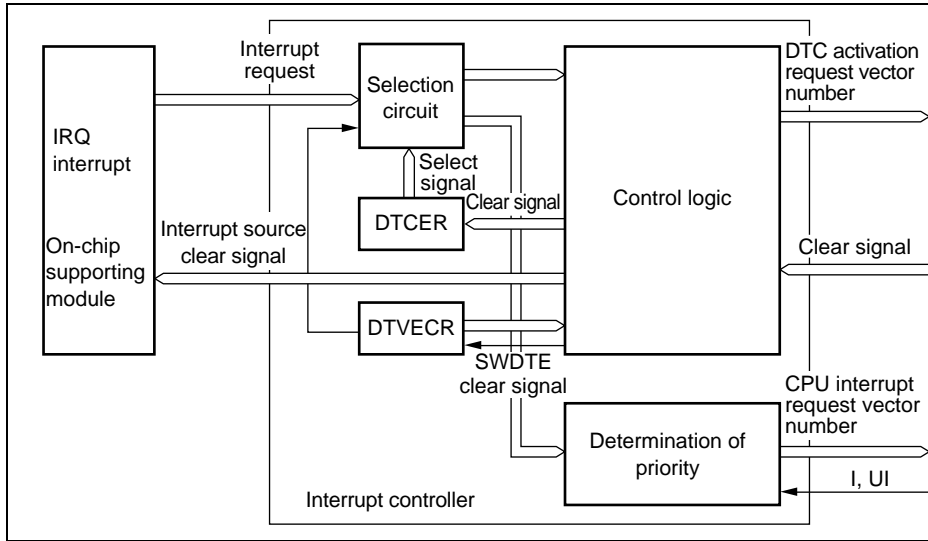 Interrupt
request
Selection
circuit
DTC activation
request vector
number
IRQ
interrupt
Select
signal
Control logic
DTCER
Clear signal
Interrupt source
clear signal
On-chip
supporting
module
Clear signal
DTVECR
SWDTE
clear signal
CPU interrupt
request vector
number
Determination of
priority
I, UI
Interrupt controller